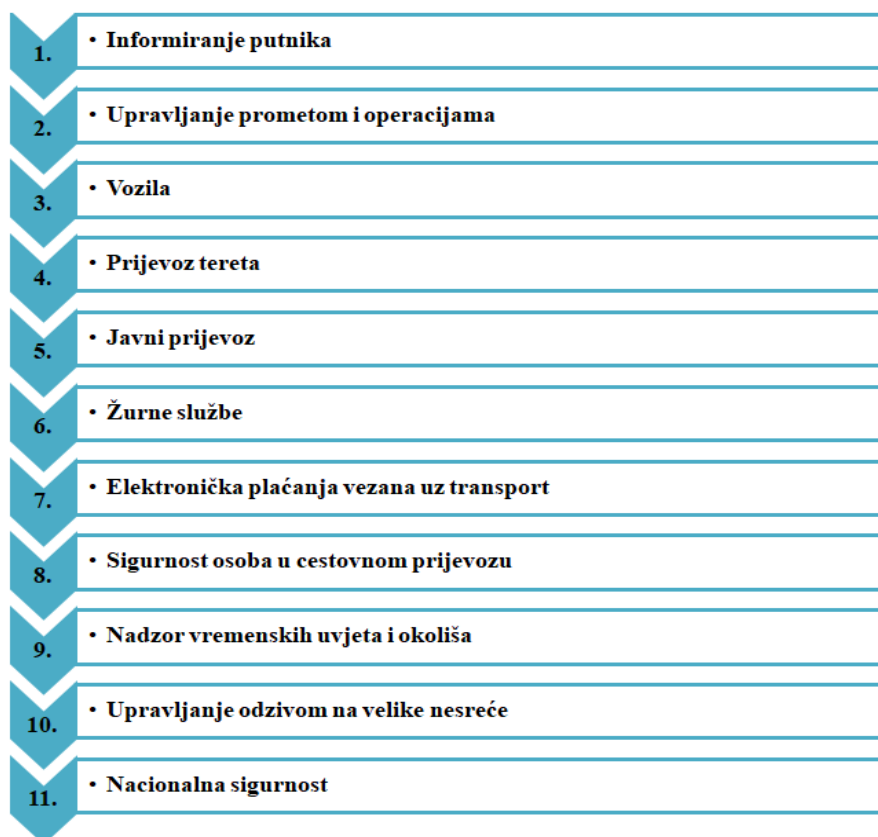 1. • Informiranje putnika
2. • Upravljanje prometom i operacijama
3. • Vozila
4. • Prijevoz tereta
5. • Javni prijevoz
6. • Žurne službe
7. • Elektronička plaćanja vezana uz transport
8. • Sigurnost osoba u cestovnom prijevozu
9. • Nadzor vremenskih uvjeta i okoliša
10. • Upravljanje odzivom na velike nesreće
11. • Nacionalna sigurnost